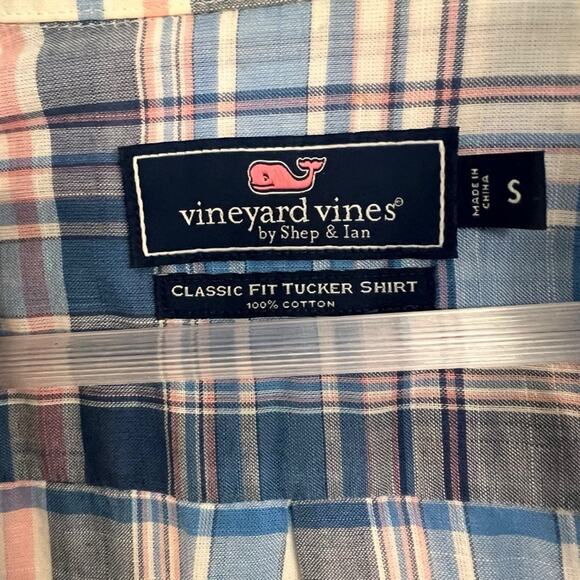 vineyard vines®
by Shep & Ian
CLASSIC FIT TUCKER SHIRT
100% COTTON
MADE IN
CHINA
S